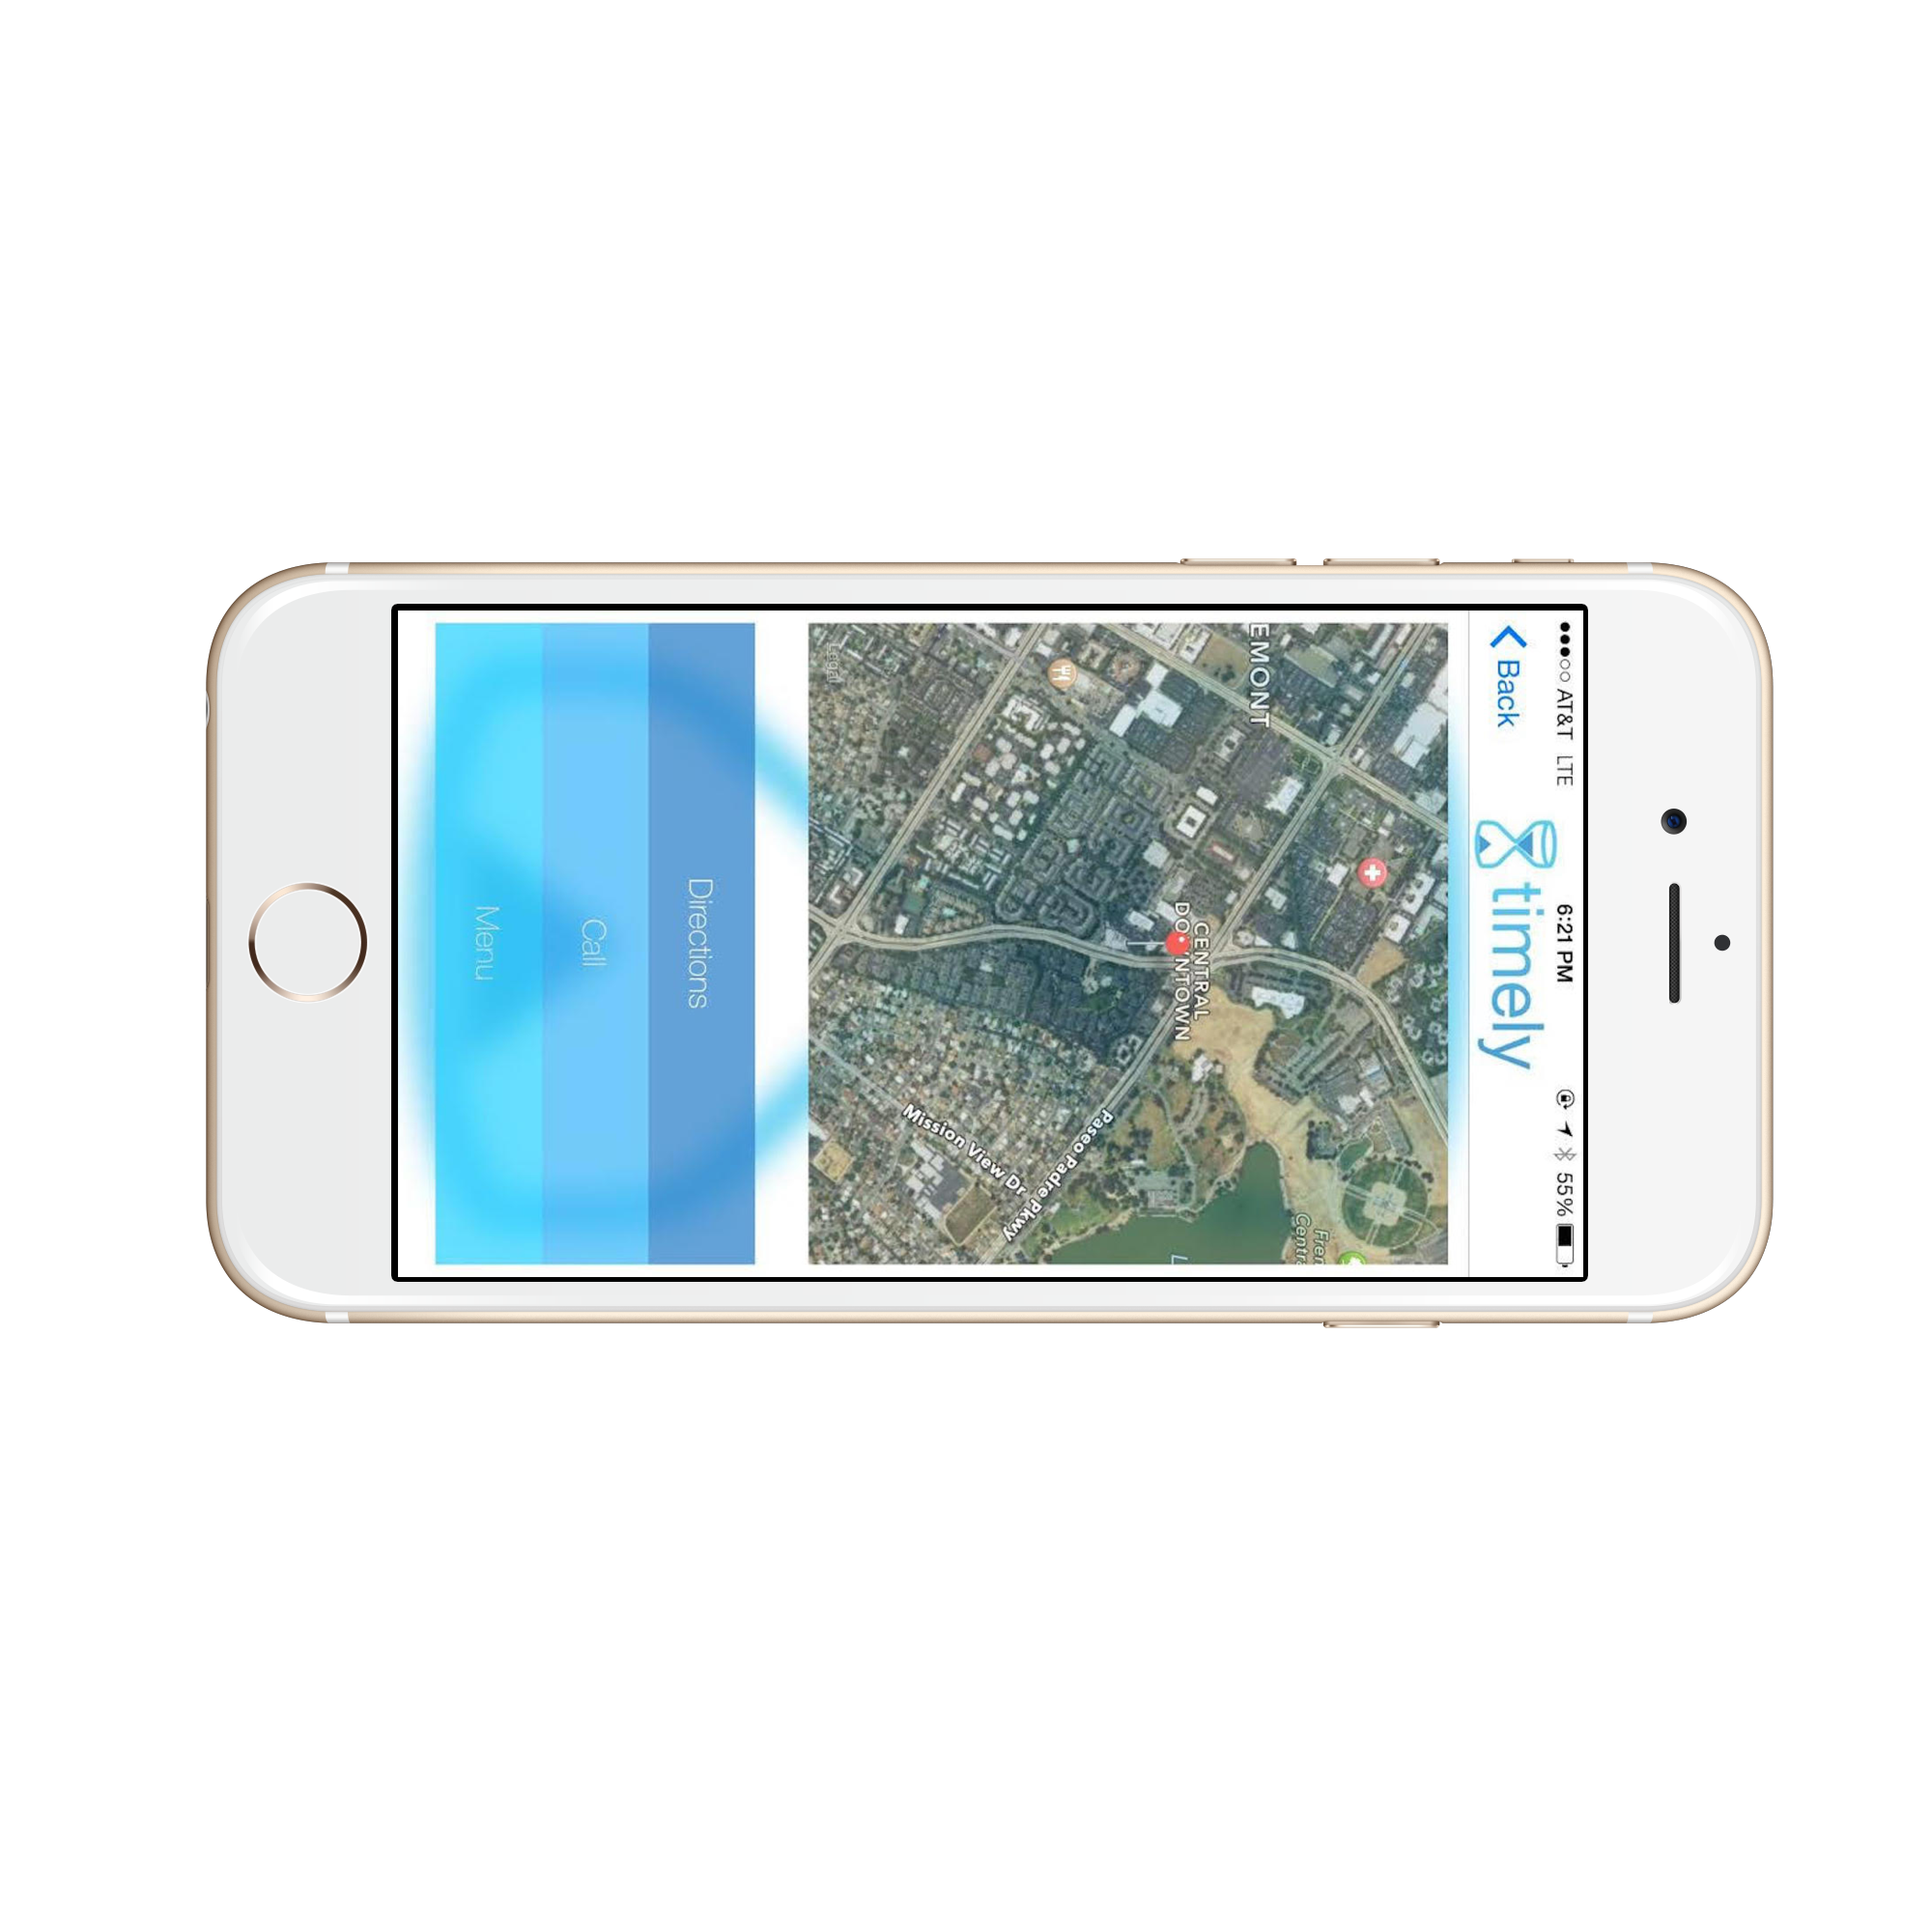 AT&T LTE 6:21 PM 55%
Back timely
EMONT
CENTRAL
DOWNTOWN
Paseo Padre Pkwy
Mission View Dr
Fren
Centr
L
Legal
Directions
Call
Menu